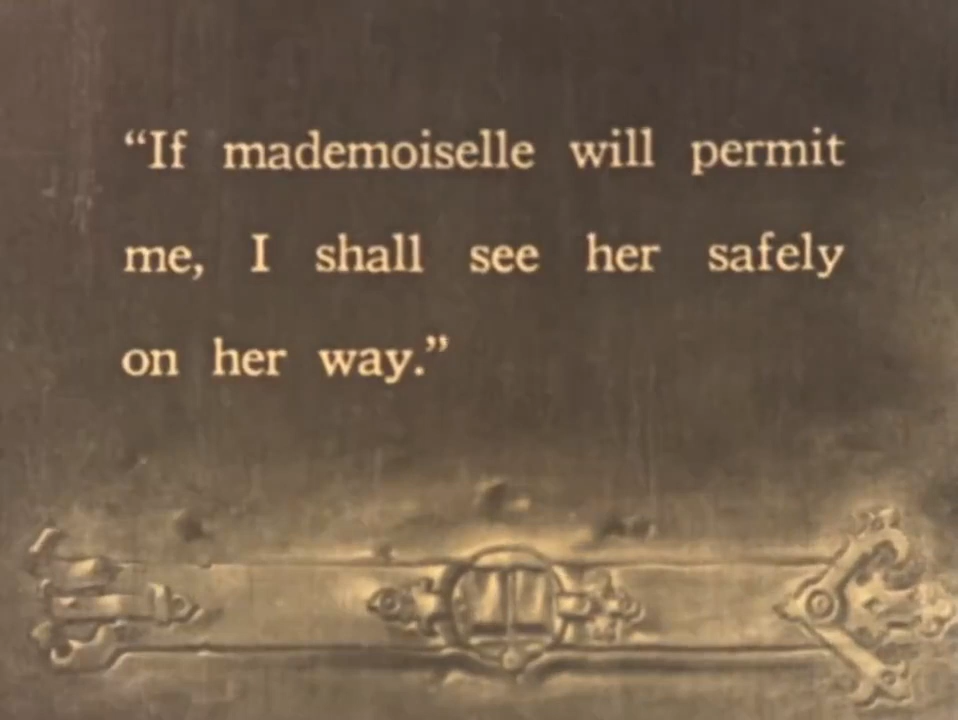 “If mademoiselle will permit
me, I shall see her safely
on her way.”